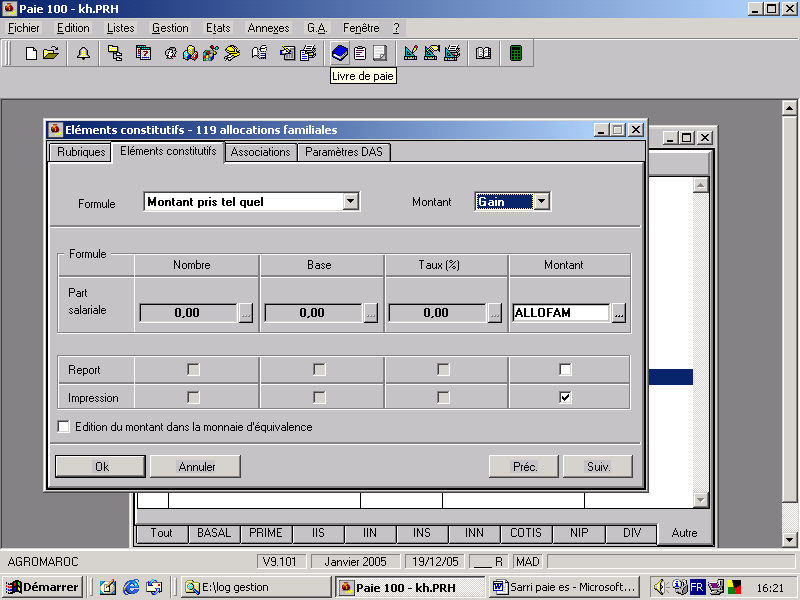 Paie 100 - kh.PRH
Fichier Edition Listes Gestion Etats Annexes G.A. Fenêtre ?
Livre de paie
Eléments constitutifs - 119 allocations familiales
Rubriques Eléments constitutifs Associations Paramètres DAS
Formule Montant pris tel quel Montant Gain
Formule
Nombre Base Taux (%) Montant
Part
salariale
0,00 ... 0,00 ... 0,00 ... ALLOFAM ...
Report
Impression
Edition du montant dans la monnaie d'équivalence
Ok Annuler Préc. Suiv.
Tout BASAL PRIME IIS IIN INS INN COTIS NIP DIV Autre
AGROMAROC V9.101 Janvier 2005 19/12/05 ___ R MAD
Démarrer E:\log gestion Paie 100 - kh.PRH Sarri paie es - Microsoft... FR 16:21